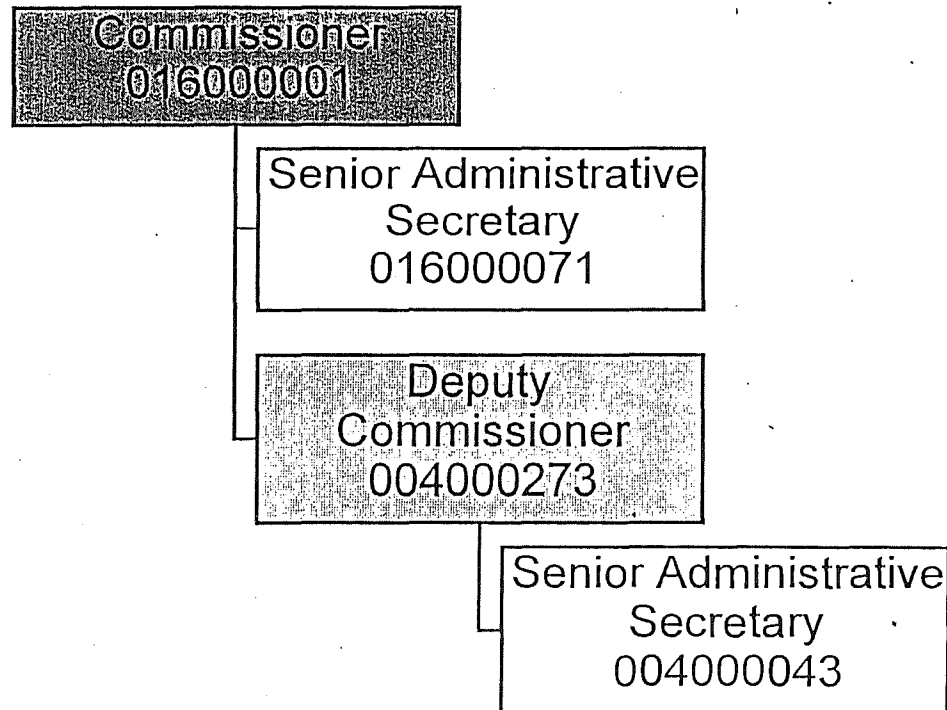 Commissioner
016000001
Senior Administrative
Secretary
016000071
Deputy
Commissioner
004000273
Senior Administrative
Secretary
004000043